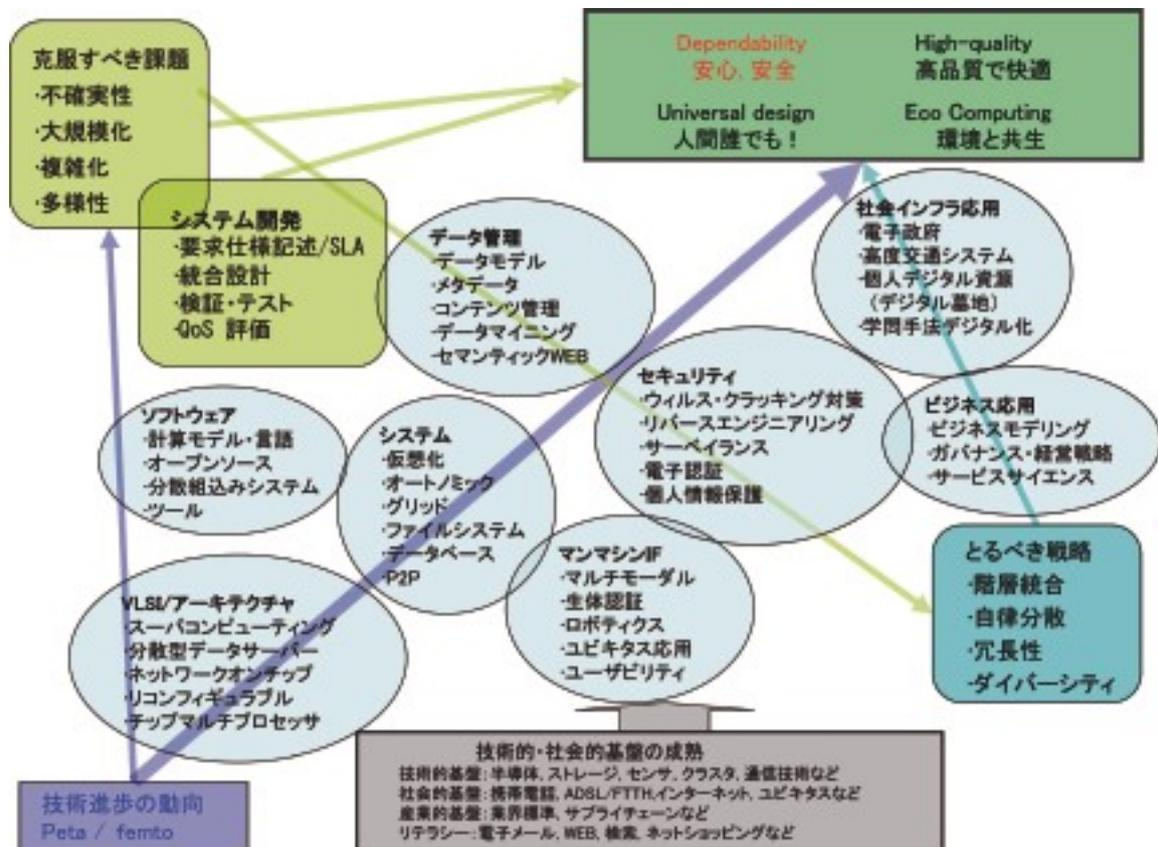 克服すべき課題
・不確実性
・大規模化
・複雑化
・多様性
Dependability
安心, 安全
High-quality
高品質で快適
Universal design
人間誰でも！
Eco Computing
環境と共生
システム開発
・要求仕様記述/SLA
・統合設計
・検証・テスト
・QoS 評価
データ管理
・データモデル
・メタデータ
・コンテンツ管理
・データマイニング
・セマンティックWEB
社会インフラ応用
・電子政府
・高度交通システム
・個人デジタル資源
(デジタル墓地)
・学問手法デジタル化
セキュリティ
・ウィルス・クラッキング対策
・リバースエンジニアリング
・サーベイランス
・電子認証
・個人情報保護
ビジネス応用
・ビジネスモデリング
・ガバナンス・経営戦略
・サービスサイエンス
ソフトウェア
・計算モデル・言語
・オープンソース
・分散組込みシステム
・ツール
システム
・仮想化
・オートノミック
・グリッド
・ファイルシステム
・データベース
・P2P
マンマシンIF
・マルチモーダル
・生体認証
・ロボティクス
・ユビキタス応用
・ユーザビリティ
とるべき戦略
・階層統合
・自律分散
・冗長性
・ダイバーシティ
VLSI/アーキテクチャ
・スーパコンピューティング
・分散型データサーバー
・ネットワークオンチップ
・リコンフィギュラブル
・チップマルチプロセッサ
技術的・社会的基盤の成熟
技術的基盤：半導体, ストレージ, センサ, クラスタ, 通信技術など
社会的基盤：携帯電話, ADSL/FTTH,インターネット, ユビキタスなど
産業的基盤：業界標準, サプライチェーンなど
リテラシー：電子メール, WEB, 検索, ネットショッピングなど
技術進歩の動向
Peta / femto